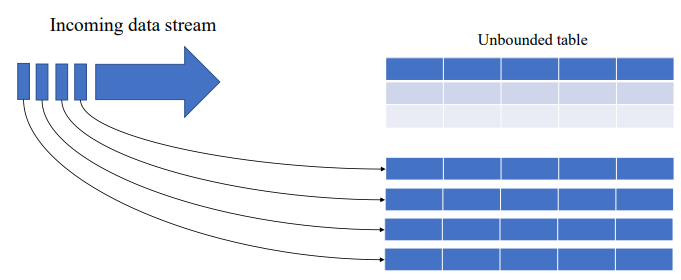 Incoming data stream
Unbounded table